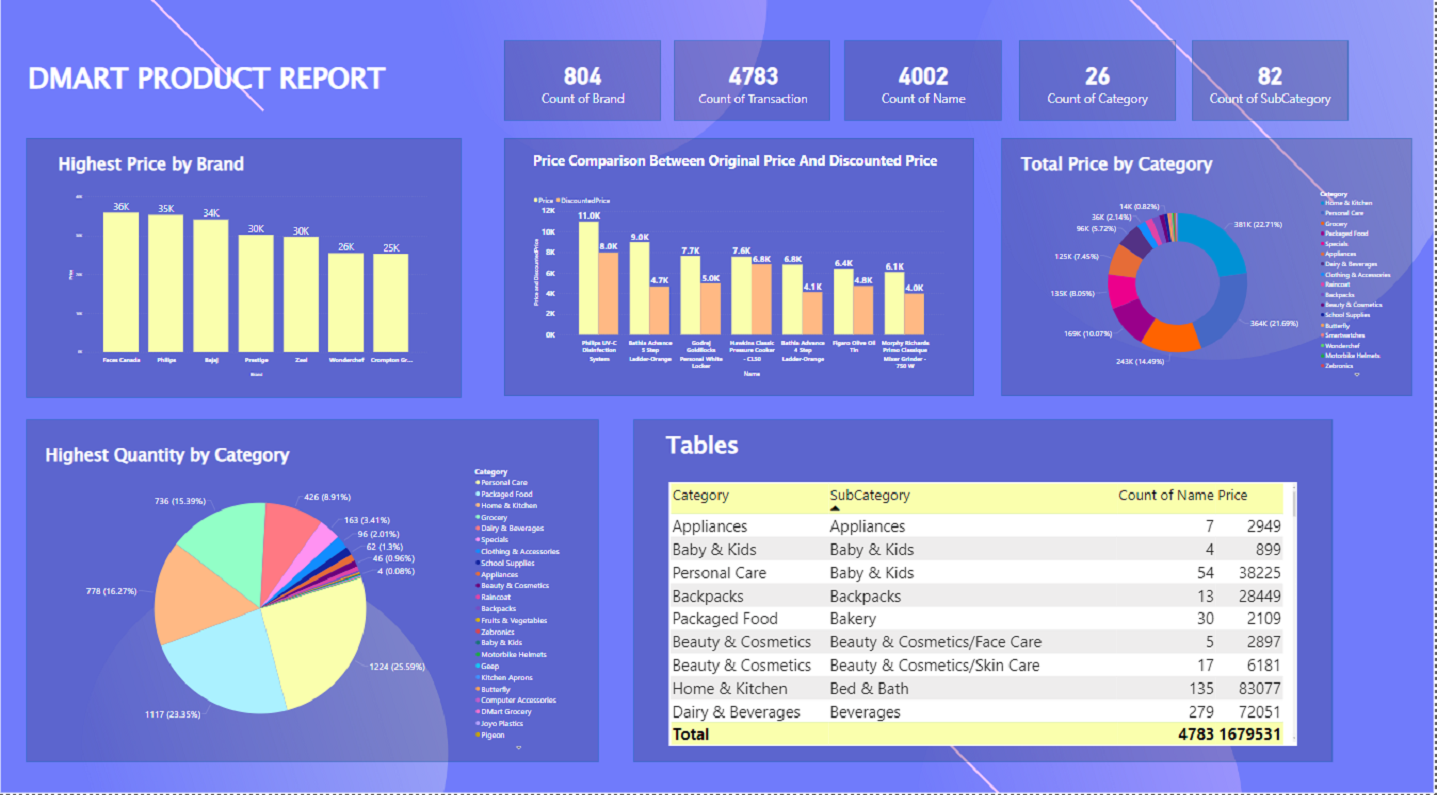 DMART PRODUCT REPORT
804
Count of Brand
4783
Count of Transaction
4002
Count of Name
26
Count of Category
82
Count of SubCategory
Highest Price by Brand
36K
35K
34K
30K
30K
26K
25K
Price
Faces Canada
Philips
Bajaj
Prestige
Zael
Wonderchef
Crompton Gr...
Brand
Price Comparison Between Original Price And Discounted Price
Price DiscountedPrice
12K
10K
8K
6K
4K
2K
0K
Price and DiscountedPrice
11.0K
8.0K
9.0K
4.7K
7.7K
5.0K
7.6K
6.8K
6.8K
4.1K
6.4K
4.8K
6.1K
4.0K
Philips UV-C
Disinfection
System
Bathla Advance
5 Step
Ladder-Orange
Godrej
Goldilocks
Personal White
Locker
Hawkins Classic
Pressure Cooker
- CL50
Bathla Advance
4 Step
Ladder-Orange
Figaro Olive Oil
Tin
Morphy Richards
Primo Classique
Mixer Grinder -
750 W
Name
Total Price by Category
14K (0.82%)
36K (2.14%)
96K (5.72%)
125K (7.45%)
135K (8.05%)
169K (10.07%)
243K (14.49%)
364K (21.69%)
381K (22.71%)
Category
Home & Kitchen
Personal Care
Grocery
Packaged Food
Specials
Appliances
Dairy & Beverages
Clothing & Accessories
Raincoat
Backpacks
Beauty & Cosmetics
School Supplies
Butterfly
Smartwatches
Wonderchef
Motorbike Helmets
Zebronics
Highest Quantity by Category
736 (15.39%)
426 (8.91%)
163 (3.41%)
96 (2.01%)
62 (1.3%)
46 (0.96%)
4 (0.08%)
778 (16.27%)
1224 (25.59%)
1117 (23.35%)
Category
Personal Care
Packaged Food
Home & Kitchen
Grocery
Dairy & Beverages
Specials
Clothing & Accessories
School Supplies
Appliances
Beauty & Cosmetics
Raincoat
Backpacks
Fruits & Vegetables
Zebronics
Baby & Kids
Motorbike Helmets
Geep
Kitchen Aprons
Butterfly
Computer Accessories
DMart Grocery
Joyo Plastics
Pigeon
Tables
Category SubCategory Count of Name Price
Appliances Appliances 7 2949
Baby & Kids Baby & Kids 4 899
Personal Care Baby & Kids 54 38225
Backpacks Backpacks 13 28449
Packaged Food Bakery 30 2109
Beauty & Cosmetics Beauty & Cosmetics/Face Care 5 2897
Beauty & Cosmetics Beauty & Cosmetics/Skin Care 17 6181
Home & Kitchen Bed & Bath 135 83077
Dairy & Beverages Beverages 279 72051
Total 4783 1679531